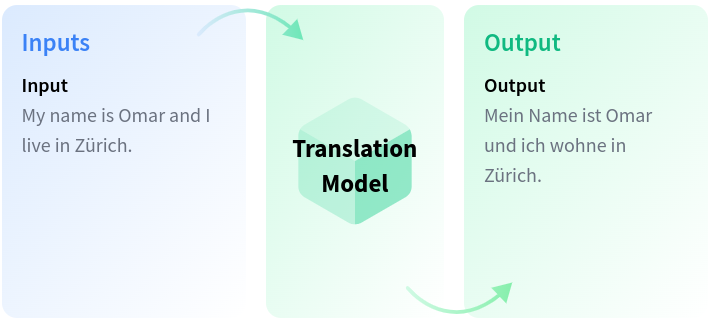 Inputs
Input
My name is Omar and I
live in Zürich.
Translation
Model
Output
Output
Mein Name ist Omar
und ich wohne in
Zürich.